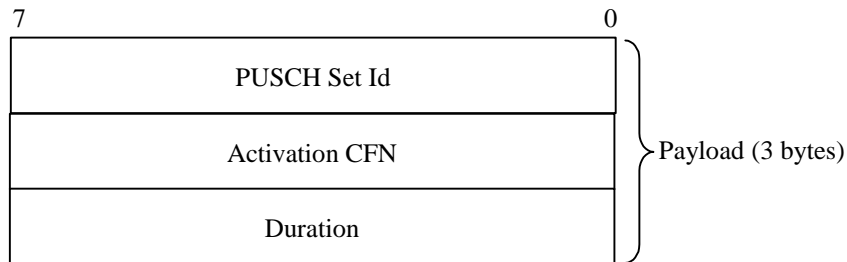 7 0
PUSCH Set Id
Activation CFN
Payload (3 bytes)
Duration